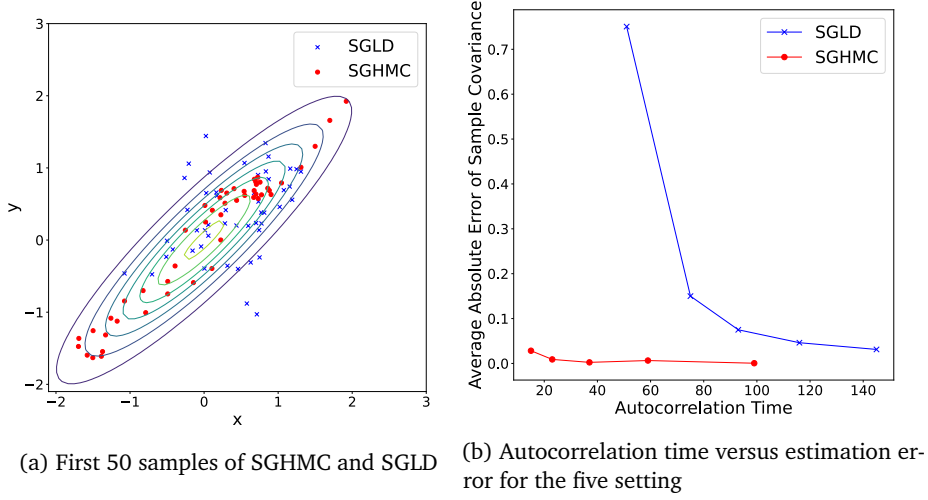 3
2
1
0
−1
−2
y
−2
−1
0
1
2
3
x
SGLD
SGHMC
(a) First 50 samples of SGHMC and SGLD
Average Absolute Error of Sample Covariance
0.7
0.6
0.5
0.4
0.3
0.2
0.1
0.0
20
40
60
80
100
120
140
Autocorrelation Time
SGLD
SGHMC
(b) Autocorrelation time versus estimation er-
ror for the five setting